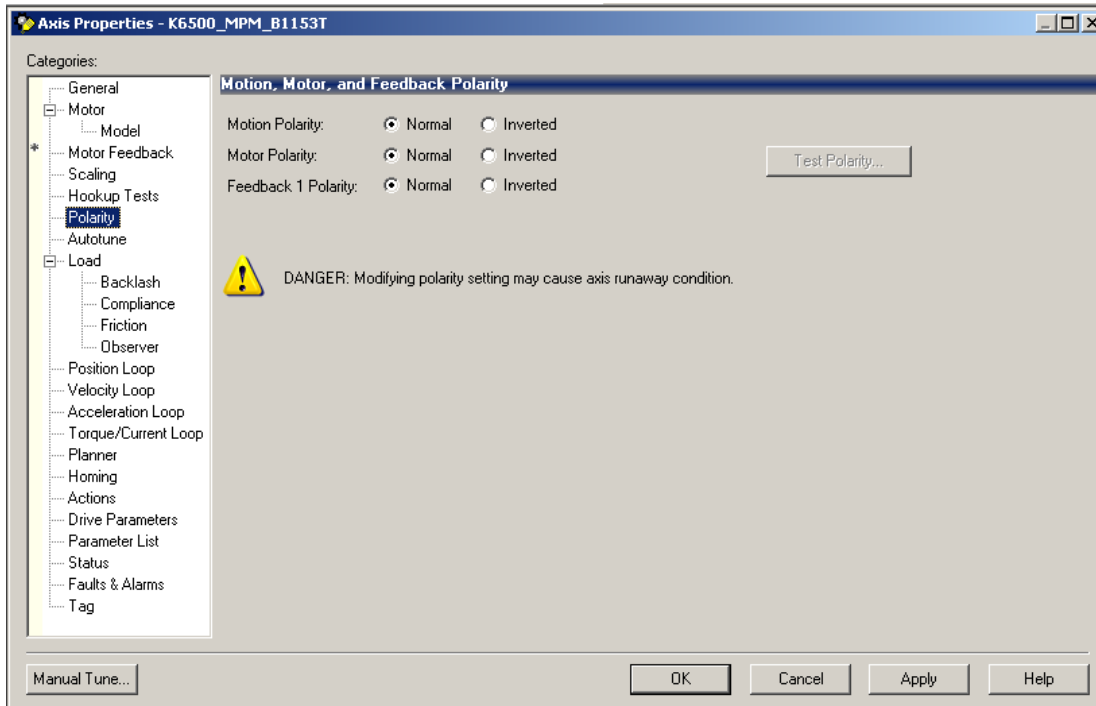 Axis Properties - K6500_MPM_B1153T
Categories:
General
Motor
Model
* Motor Feedback
Scaling
Hookup Tests
Polarity
Autotune
Load
Backlash
Compliance
Friction
Observer
Position Loop
Velocity Loop
Acceleration Loop
Torque/Current Loop
Planner
Homing
Actions
Drive Parameters
Parameter List
Status
Faults & Alarms
Tag
Motion, Motor, and Feedback Polarity
Motion Polarity: Normal Inverted
Motor Polarity: Normal Inverted
Feedback 1 Polarity: Normal Inverted
Test Polarity...
DANGER: Modifying polarity setting may cause axis runaway condition.
Manual Tune... OK Cancel Apply Help